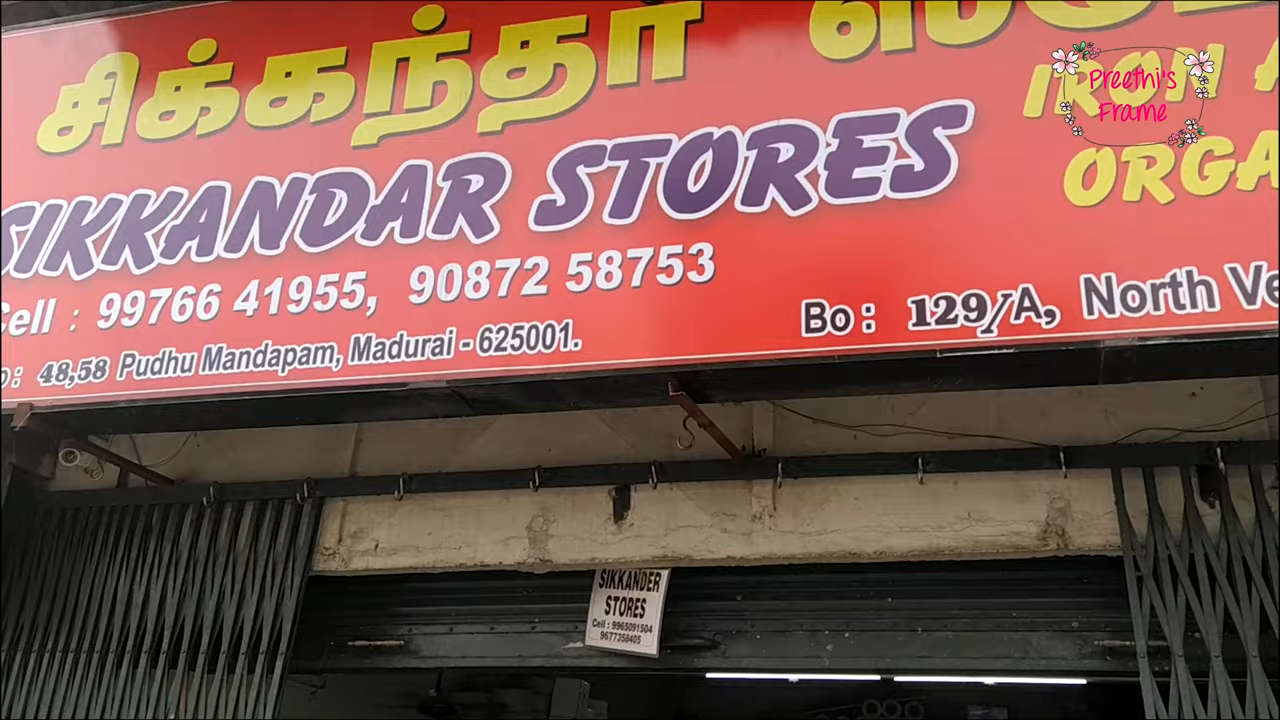 சிக்கந்தர்
SIKKANDAR STORES
Cell : 99766 41955, 90872 58753
48,58 Pudhu Mandapam, Madurai - 625001.
IRON
Bo : 129/A, North
Preethi's
Frame
SIKKANDER
STORES
Cell : 9965091504
9677358405